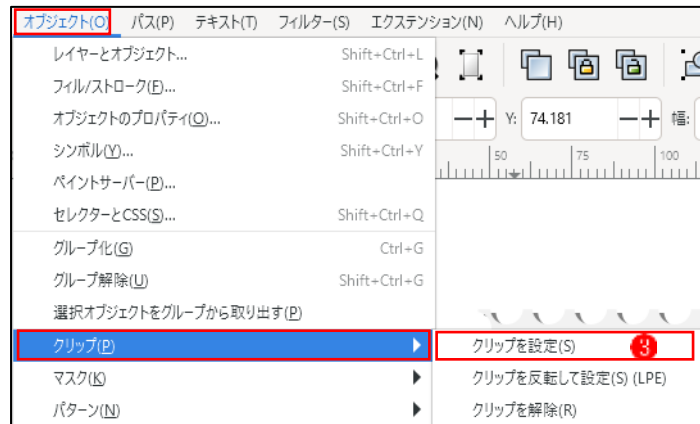 オブジェクト(O) パス(P) テキスト(T) フィルター(S) エクステンション(N) ヘルプ(H)
レイヤーとオブジェクト... Shift+Ctrl+L
フィル/ストローク(F)... Shift+Ctrl+F
オブジェクトのプロパティ(O)... Shift+Ctrl+O
Y: 74.181 幅:
シンボル(Y)... Shift+Ctrl+Y
50 75 100
ペイントサーバー(P)...
セレクターとCSS(S)... Shift+Ctrl+Q
グループ化(G) Ctrl+G
グループ解除(U) Shift+Ctrl+G
選択オブジェクトをグループから取り出す(P)
クリップ(P) クリップを設定(S) 3
マスク(K) クリップを反転して設定(S) (LPE)
パターン(N) クリップを解除(R)